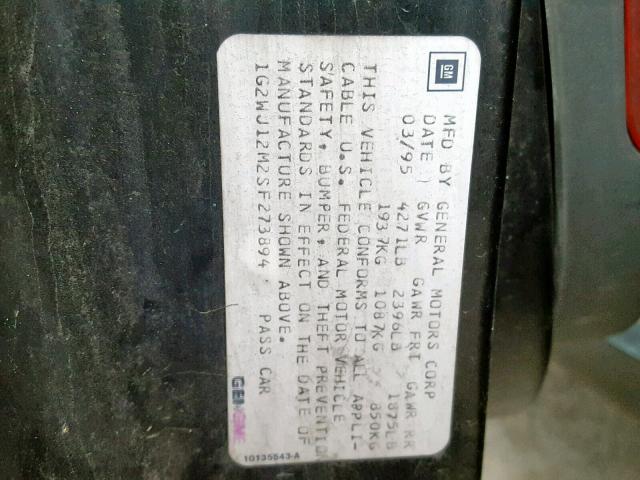 GM
MFD BY GENERAL MOTORS CORP
DATE GVWR GAWR FRT GAWR RR
03/95 4271LB 2396LB 1875LB
1937KG 1087KG 850KG
THIS VEHICLE CONFORMS TO ALL APPLI-
CABLE U.S. FEDERAL MOTOR VEHICLE
SAFETY, BUMPER, AND THEFT PREVENTION
STANDARDS IN EFFECT ON THE DATE OF
MANUFACTURE SHOWN ABOVE.
1G2WJ12M2SF273894 PASS CAR
10135543-A